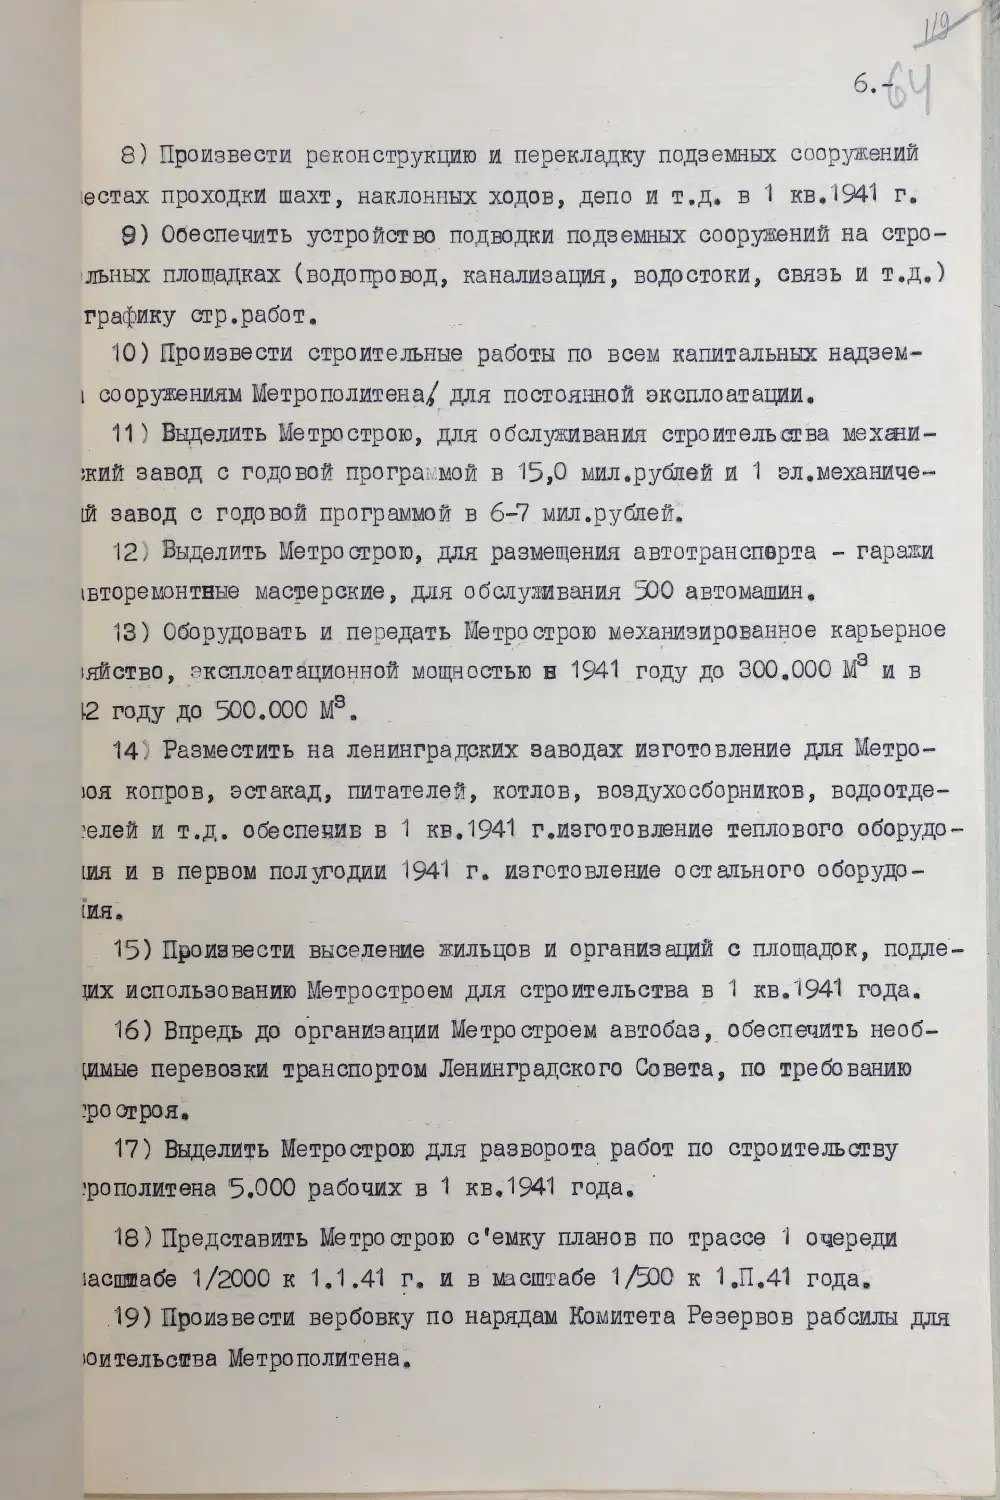 119
6.-
64
8) Произвести реконструкцию и перекладку подземных сооружений
естах проходки шахт, наклонных ходов, депо и т.д. в 1 кв.1941 г.
9) Обеспечить устройство подводки подземных сооружений на стро-
льных площадках (водопровод, канализация, водостоки, связь и т.д.)
графику стр.работ.
10) Произвести строительные работы по всем капитальных надзем-
сооружениям Метрополитена/ для постоянной эксплоатации.
11) Выделить Метрострою, для обслуживания строительства механи-
ский завод с годовой программой в 15,0 мил.рублей и 1 эл.механиче-
й завод с годовой программой в 6-7 мил.рублей.
12) Выделить Метрострою, для размещения автотранспорта - гаражи
вторемонтные мастерские, для обслуживания 500 автомашин.
13) Оборудовать и передать Метрострою механизированное карьерное
яйство, эксплоатационной мощностью в 1941 году до 300.000 М3 и в
2 году до 500.000 М3.
14) Разместить на ленинградских заводах изготовление для Метро-
оя копров, эстакад, питателей, котлов, воздухосборников, водоотде-
елей и т.д. обеспечив в 1 кв.1941 г.изготовление теплового оборудо-
ия и в первом полугодии 1941 г. изготовление остального оборудо-
ия.
15) Произвести выселение жильцов и организаций с площадок, подле-
щих использованию Метростроем для строительства в 1 кв.1941 года.
16) Впредь до организации Метростроем автобаз, обеспечить необ-
димые перевозки транспортом Ленинградского Совета, по требованию
тростроя.
17) Выделить Метрострою для разворота работ по строительству
трополитена 5.000 рабочих в 1 кв.1941 года.
18) Представить Метрострою с'емку планов по трассе 1 очереди
масштабе 1/2000 к 1.1.41 г. и в масштабе 1/500 к 1.П.41 года.
19) Произвести вербовку по нарядам Комитета Резервов рабсилы для
оительства Метрополитена.